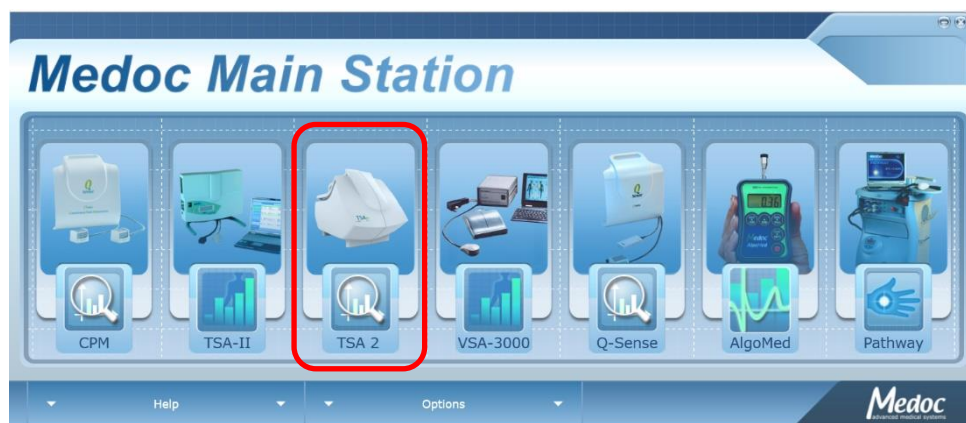 Medoc Main Station
CPM
TSA-II
TSA 2
VSA-3000
Q-Sense
AlgoMed
Pathway
Help
Options
Medoc
advanced medical systems